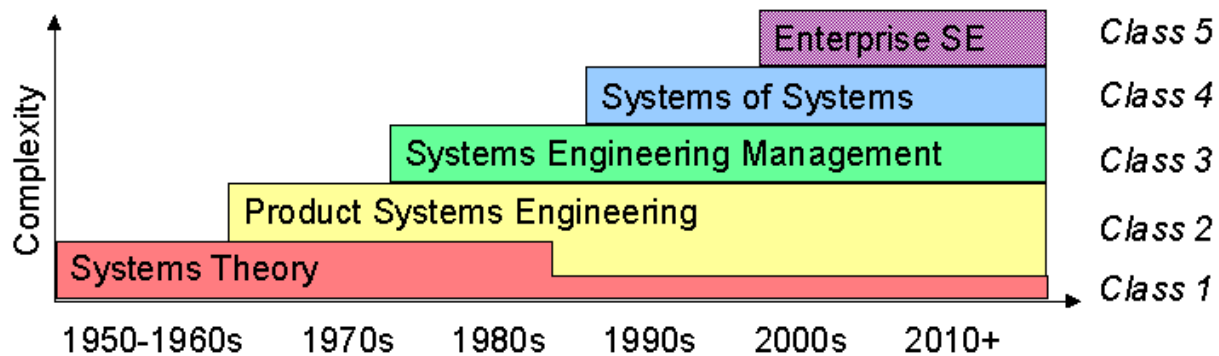 Complexity
Enterprise SE
Class 5
Systems of Systems
Class 4
Systems Engineering Management
Class 3
Product Systems Engineering
Class 2
Systems Theory
Class 1
1950-1960s 1970s 1980s 1990s 2000s 2010+